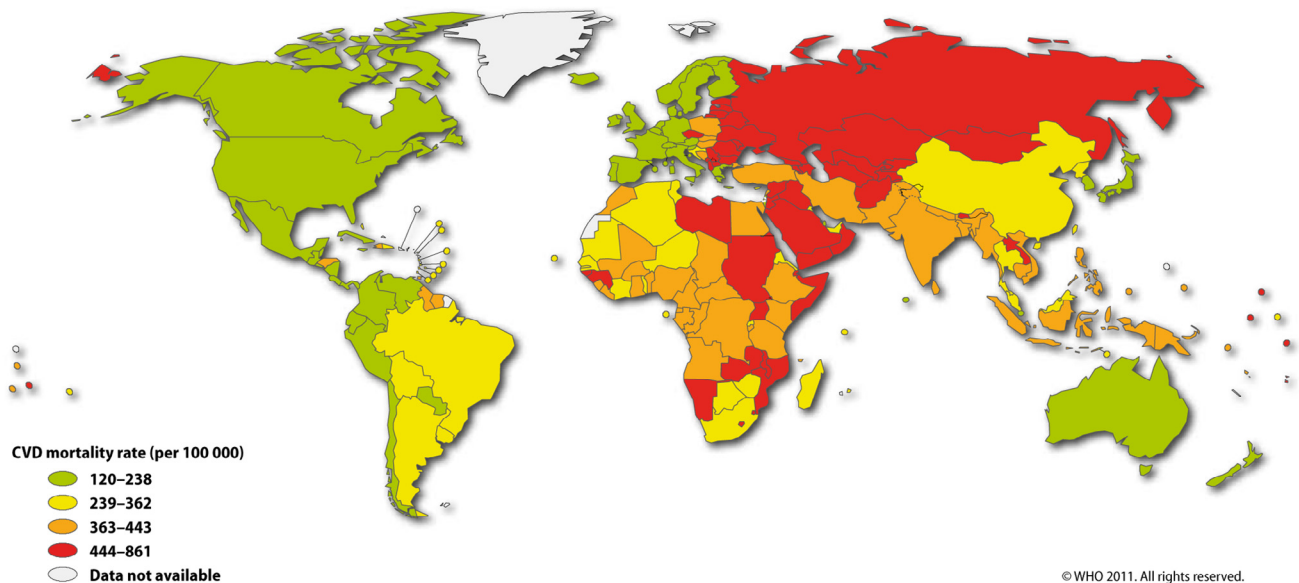 CVD mortality rate (per 100 000)
120–238
239–362
363–443
444–861
Data not available
© WHO 2011. All rights reserved.